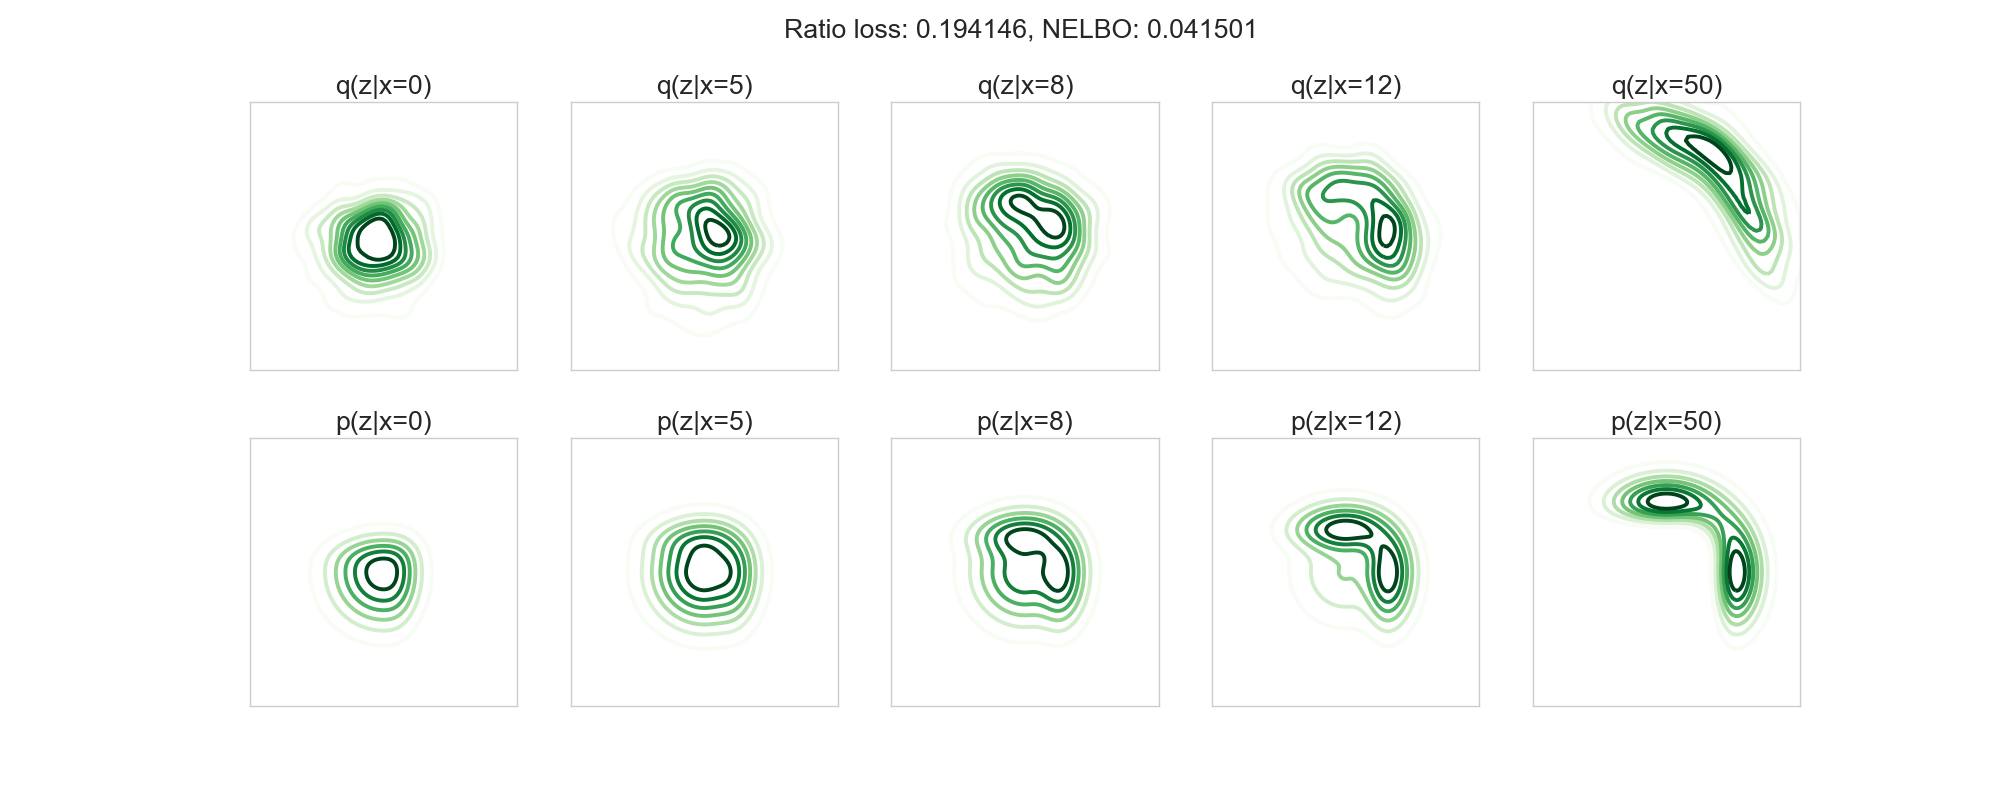 Ratio loss: 0.194146, NELBO: 0.041501
q(z|x=0) q(z|x=5) q(z|x=8) q(z|x=12) q(z|x=50)
p(z|x=0) p(z|x=5) p(z|x=8) p(z|x=12) p(z|x=50)